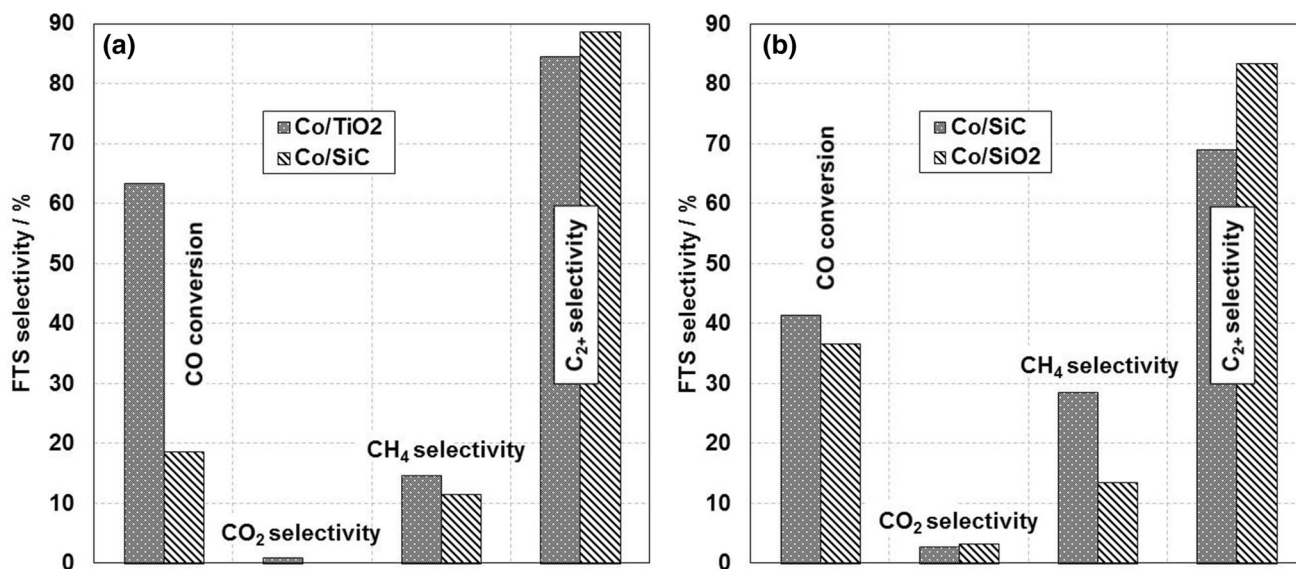 (a)
FTS selectivity / %
90
80
70
60
50
40
30
20
10
0
Co/TiO2
Co/SiC
CO conversion
CO2 selectivity
CH4 selectivity
C2+ selectivity
(b)
FTS selectivity / %
90
80
70
60
50
40
30
20
10
0
Co/SiC
Co/SiO2
CO conversion
CO2 selectivity
CH4 selectivity
C2+ selectivity